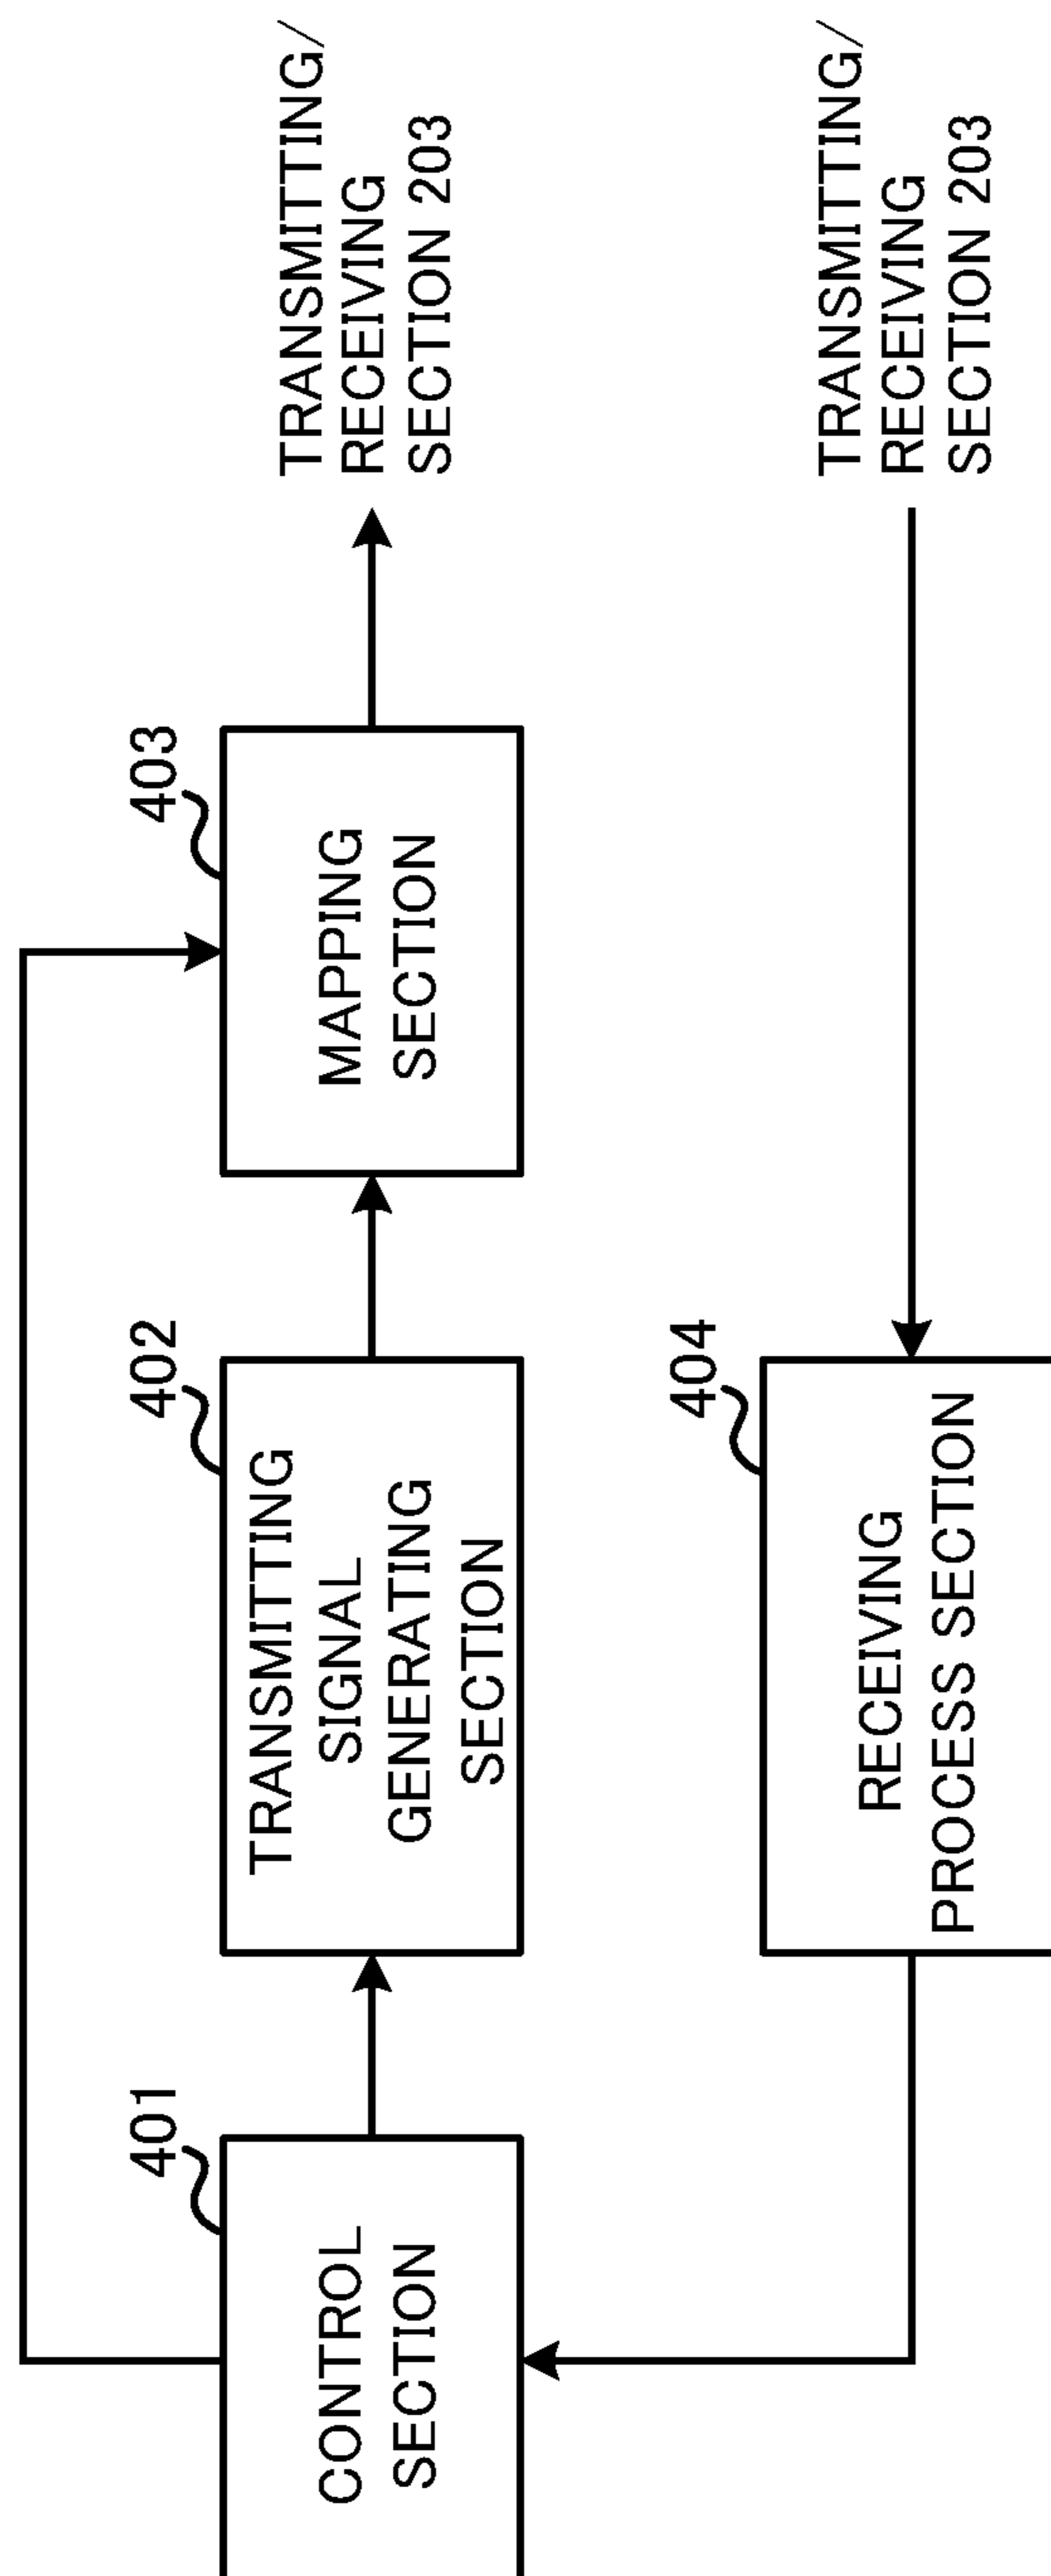 401
CONTROL
SECTION
402
TRANSMITTING
SIGNAL
GENERATING
SECTION
403
MAPPING
SECTION
TRANSMITTING/
RECEIVING
SECTION 203
404
RECEIVING
PROCESS SECTION
TRANSMITTING/
RECEIVING
SECTION 203